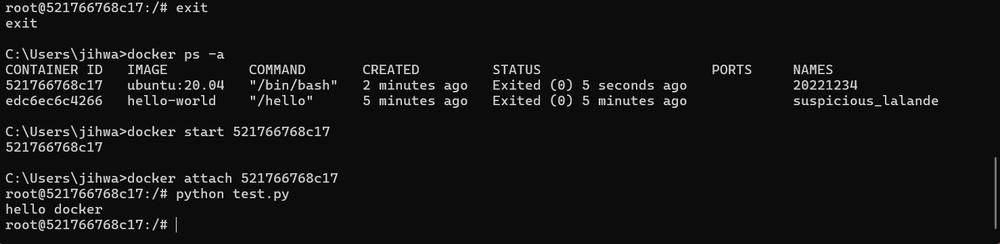 root@521766768c17:/# exit
exit
C:\Users\jihwa>docker ps -a
CONTAINER ID   IMAGE          COMMAND       CREATED         STATUS                     PORTS     NAMES
521766768c17   ubuntu:20.04   "/bin/bash"   2 minutes ago   Exited (0) 5 seconds ago             20221234
edc6ec6c4266   hello-world    "/hello"      5 minutes ago   Exited (0) 5 minutes ago             suspicious_lalande
C:\Users\jihwa>docker start 521766768c17
521766768c17
C:\Users\jihwa>docker attach 521766768c17
root@521766768c17:/# python test.py
hello docker
root@521766768c17:/#